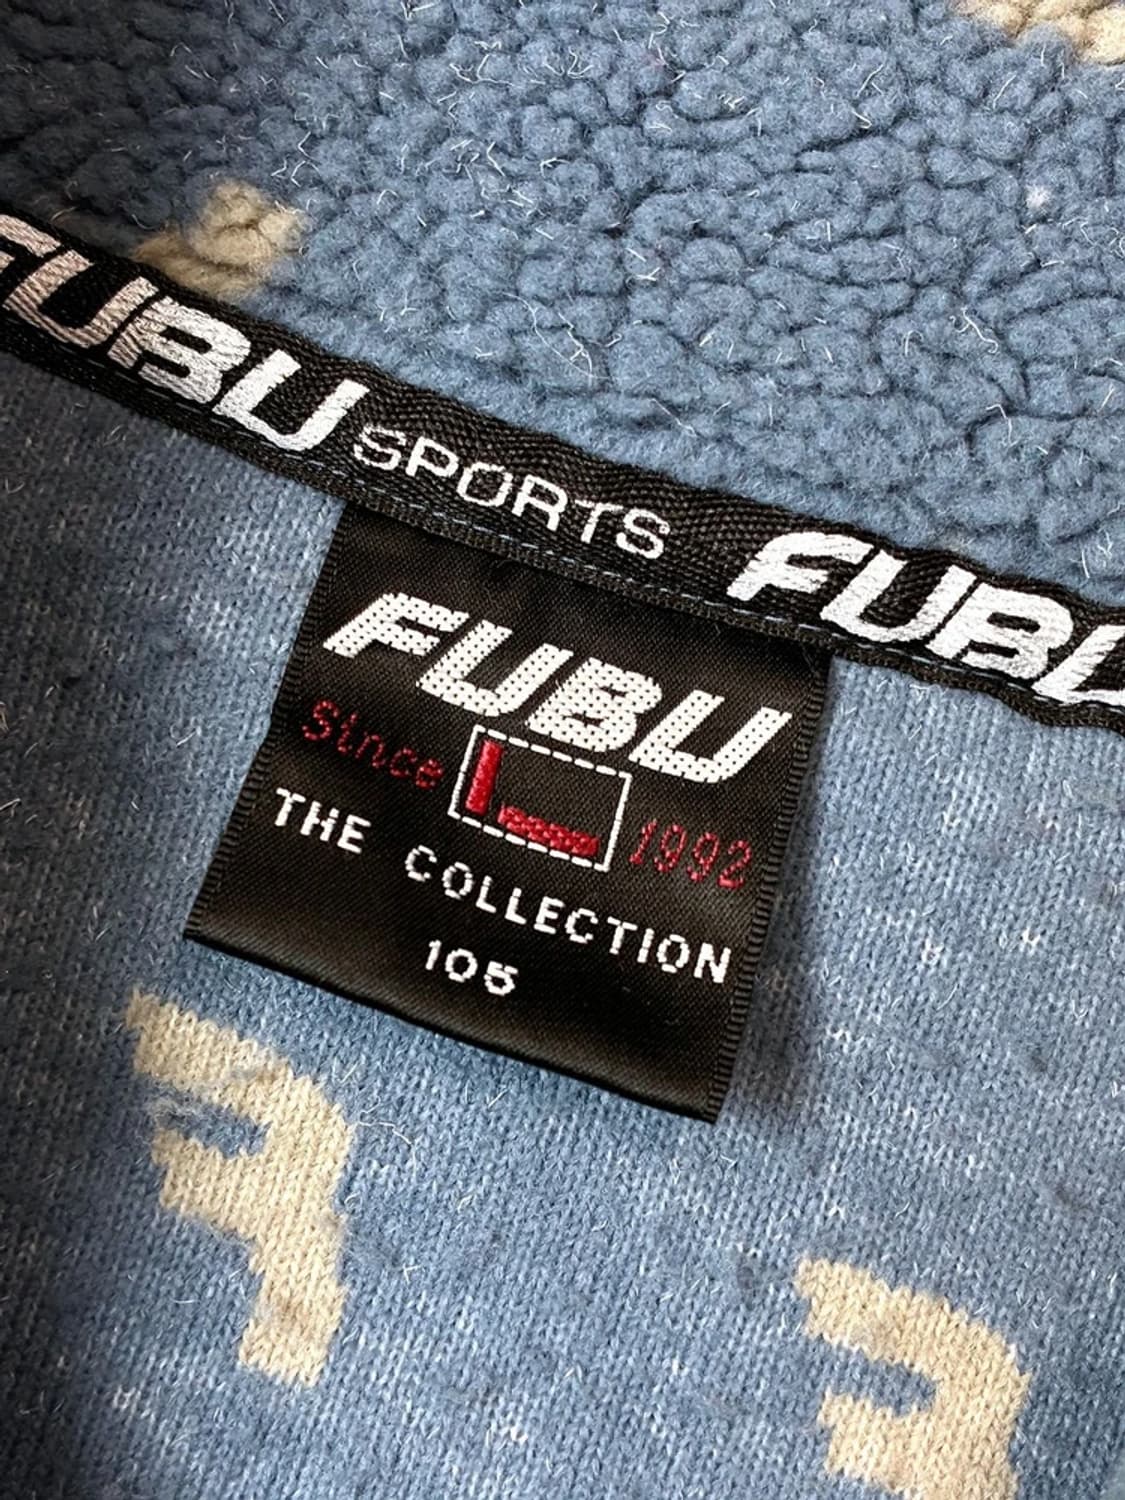 FUBU SPORTS FUBU
FUBU
Since 1992
THE COLLECTION
105